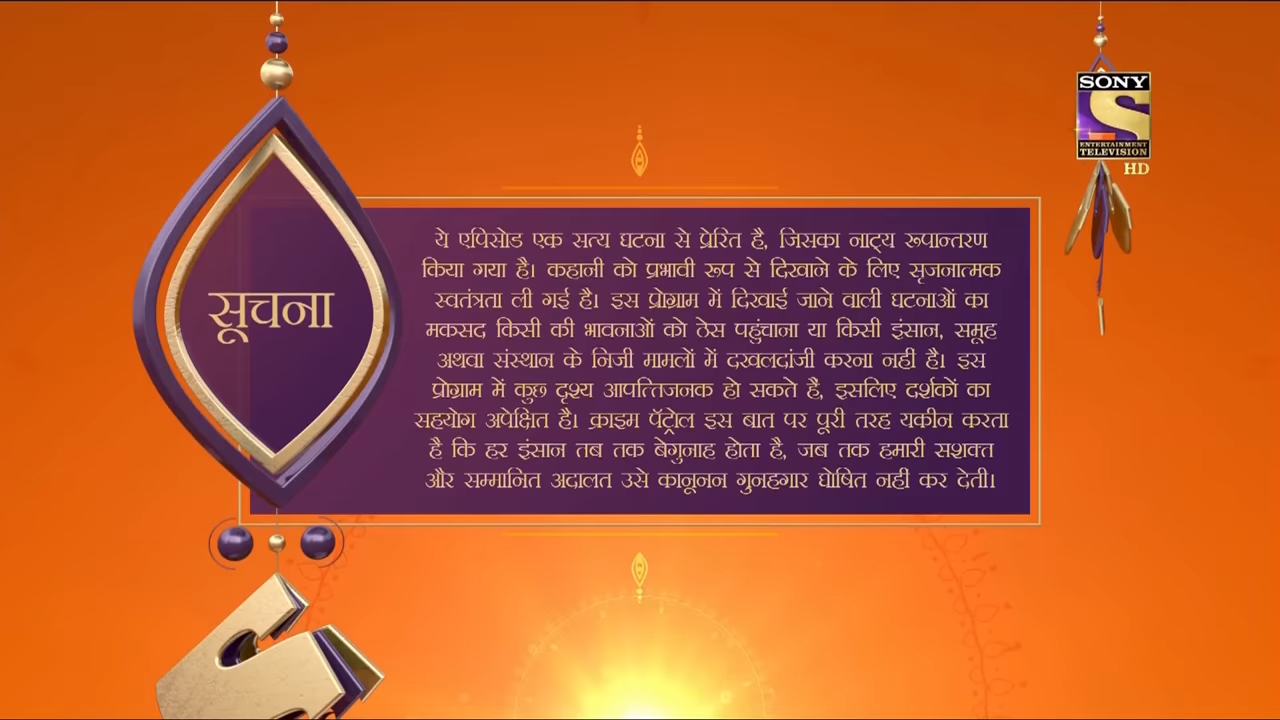 सूचना
ये एपिसोड एक सत्य घटना से प्रेरित है, जिसका नाट्य रूपान्तरण
किया गया है। कहानी को प्रभावी रूप से दिखाने के लिए सृजनात्मक
स्वतंत्रता ली गई है। इस प्रोग्राम में दिखाई जाने वाली घटनाओं का
मकसद किसी की भावनाओं को ठेस पहुंचाना या किसी इंसान, समूह
अथवा संस्थान के निजी मामलों में दखलदांजी करना नहीं है। इस
प्रोग्राम में कुछ दृश्य आपत्तिजनक हो सकते हैं, इसलिए दर्शकों का
सहयोग अपेक्षित है। क्राइम पॅट्रोल इस बात पर पूरी तरह यकीन करता
है कि हर इंसान तब तक बेगुनाह होता है, जब तक हमारी सशक्त
और सम्मानित अदालत उसे कानूनन गुनहगार घोषित नहीं कर देती।
SONY
ENTERTAINMENT
TELEVISION
HD